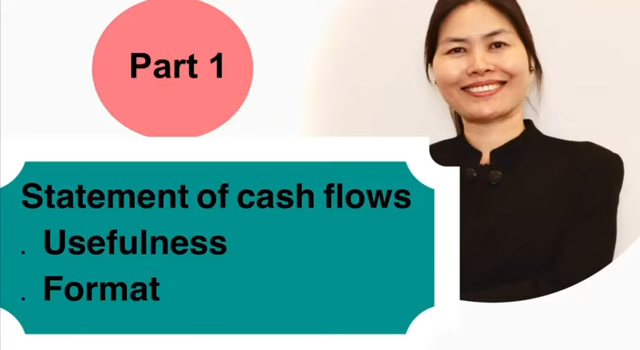 Part 1
Statement of cash flows
. Usefulness
. Format